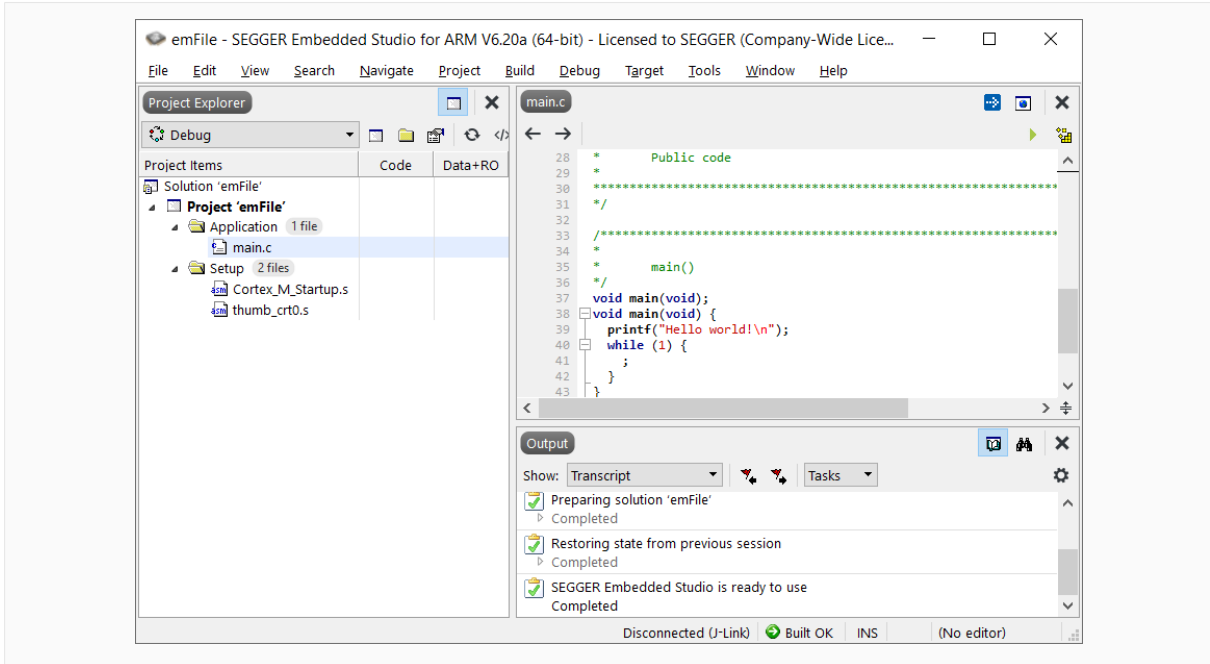 emFile - SEGGER Embedded Studio for ARM V6.20a (64-bit) - Licensed to SEGGER (Company-Wide Lice...
File Edit View Search Navigate Project Build Debug Target Tools Window Help
Project Explorer
Debug
Project Items Code Data+RO
Solution 'emFile'
Project 'emFile'
Application 1 file
main.c
Setup 2 files
Cortex_M_Startup.s
thumb_crt0.s
main.c
28 * Public code
29 *
30 ****************************************************************
31 */
32
33 /***************************************************************
34 *
35 * main()
36 */
37 void main(void);
38 void main(void) {
39 printf("Hello world!\n");
40 while (1) {
41 ;
42 }
43 }
Output
Show: Transcript Tasks
Preparing solution 'emFile'
Completed
Restoring state from previous session
Completed
SEGGER Embedded Studio is ready to use
Completed
Disconnected (J-Link) Built OK INS (No editor)